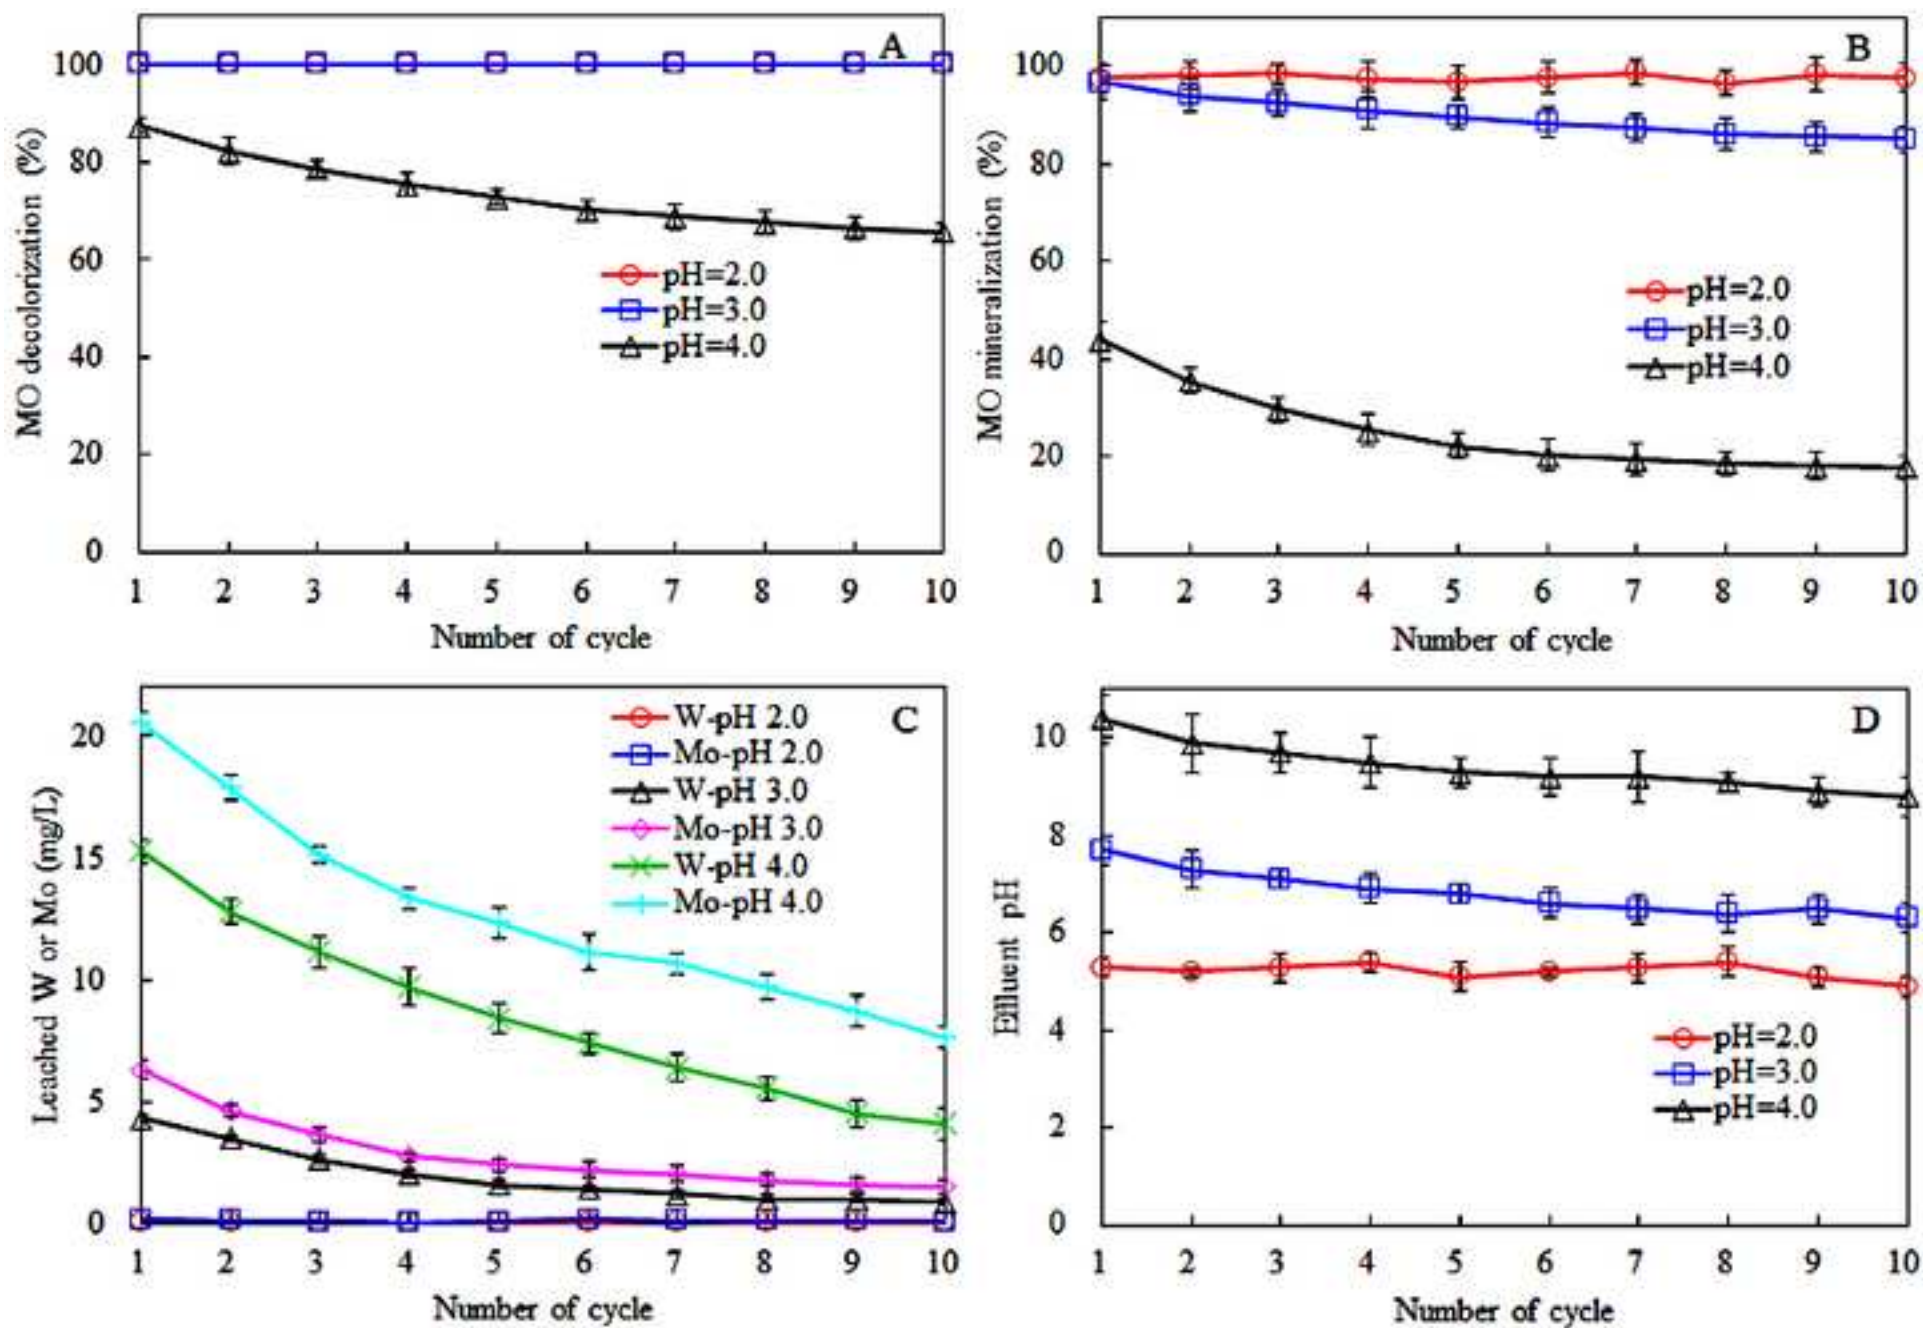 A
MO decolorization (%)
100
80
60
40
20
0
pH=2.0
pH=3.0
pH=4.0
1 2 3 4 5 6 7 8 9 10
Number of cycle
B
MO mineralization (%)
100
80
60
40
20
0
pH=2.0
pH=3.0
pH=4.0
1 2 3 4 5 6 7 8 9 10
Number of cycle
C
Leached W or Mo (mg/L)
20
15
10
5
0
W-pH 2.0
Mo-pH 2.0
W-pH 3.0
Mo-pH 3.0
W-pH 4.0
Mo-pH 4.0
1 2 3 4 5 6 7 8 9 10
Number of cycle
D
Effluent pH
10
8
6
4
2
0
pH=2.0
pH=3.0
pH=4.0
1 2 3 4 5 6 7 8 9 10
Number of cycle